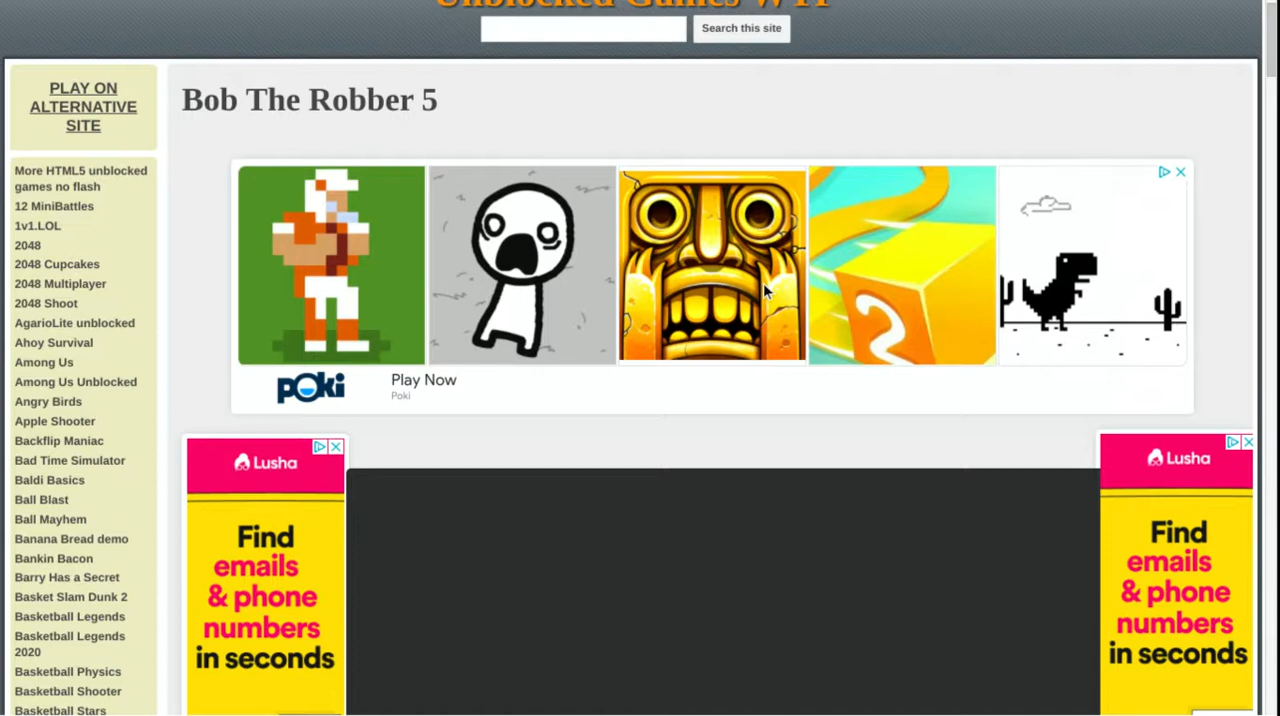 Unblocked Games WTF
Search this site
PLAY ON
ALTERNATIVE
SITE
Bob The Robber 5
More HTML5 unblocked
games no flash
12 MiniBattles
1v1.LOL
2048
2048 Cupcakes
2048 Multiplayer
2048 Shoot
AgarioLite unblocked
Ahoy Survival
Among Us
Among Us Unblocked
Angry Birds
Apple Shooter
Backflip Maniac
Bad Time Simulator
Baldi Basics
Ball Blast
Ball Mayhem
Banana Bread demo
Bankin Bacon
Barry Has a Secret
Basket Slam Dunk 2
Basketball Legends
Basketball Legends
2020
Basketball Physics
Basketball Shooter
Basketball Stars
2
poki
Play Now
Poki
Lusha
Find
emails
& phone
numbers
in seconds
Lusha
Find
emails
& phone
numbers
in seconds